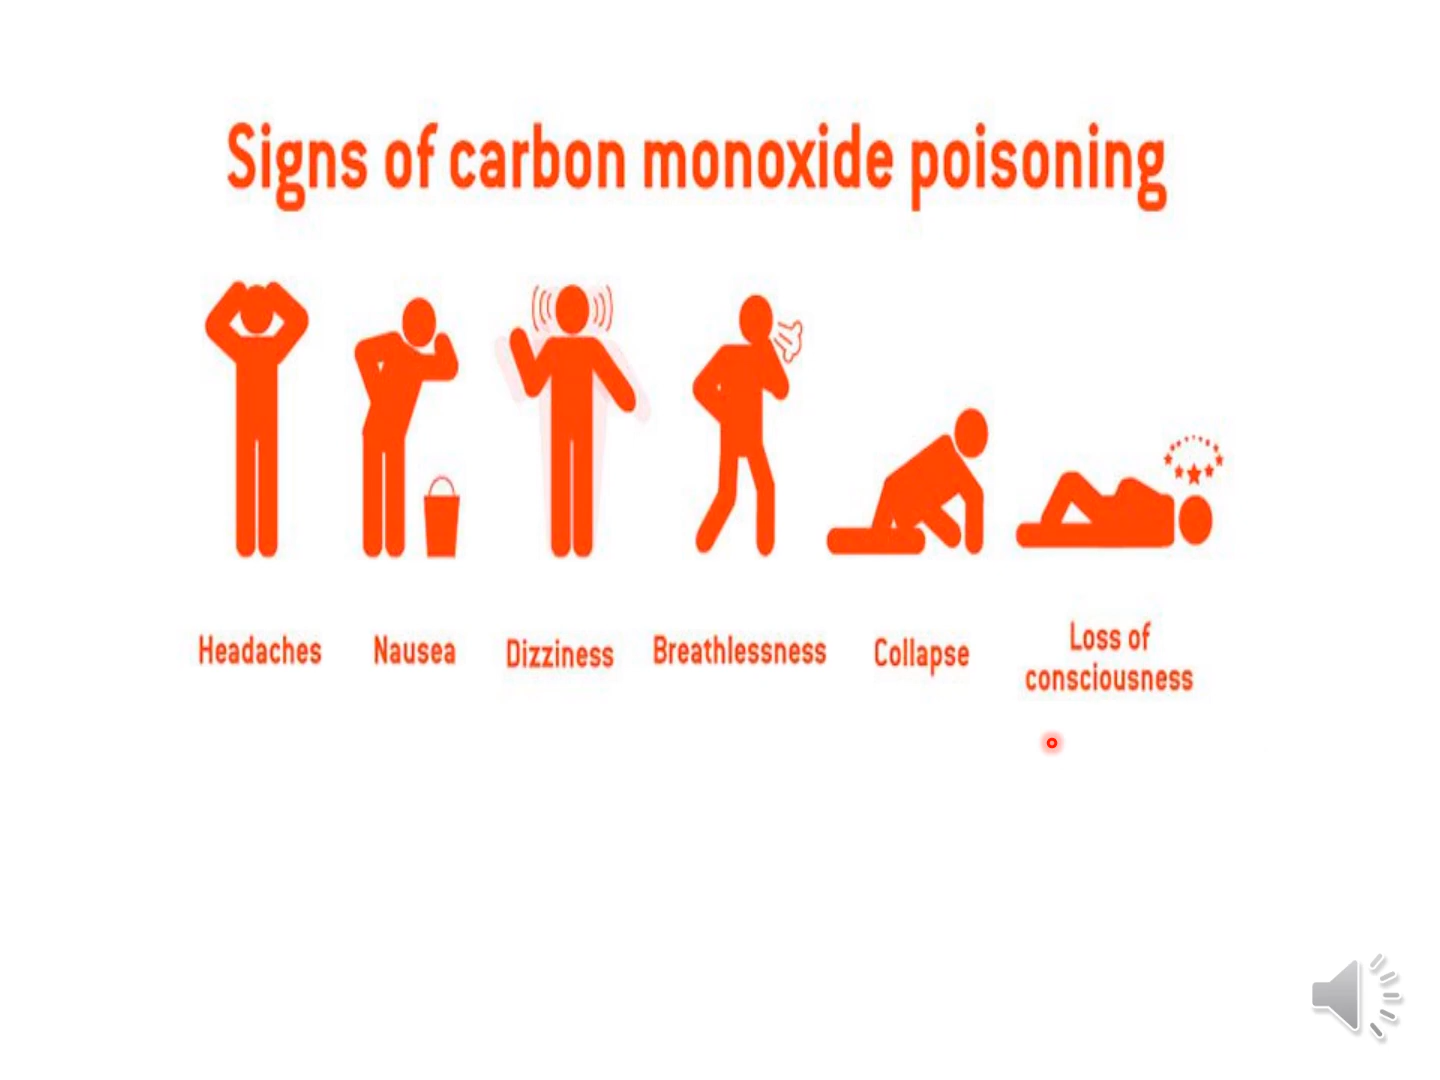 Signs of carbon monoxide poisoning
Headaches
Nausea
Dizziness
Breathlessness
Collapse
Loss of
consciousness